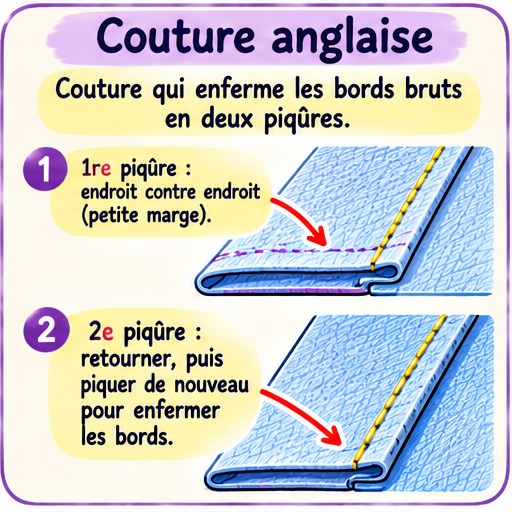 Couture anglaise
Couture qui enferme les bords bruts
en deux piqûres.
1
1re piqûre :
endroit contre endroit
(petite marge).
2
2e piqûre :
retourner, puis
piquer de nouveau
pour enfermer
les bords.